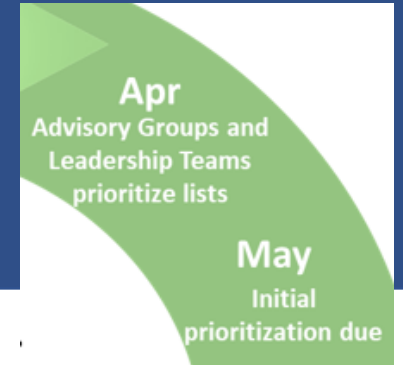 Apr
Advisory Groups and
Leadership Teams
prioritize lists
May
Initial
prioritization due